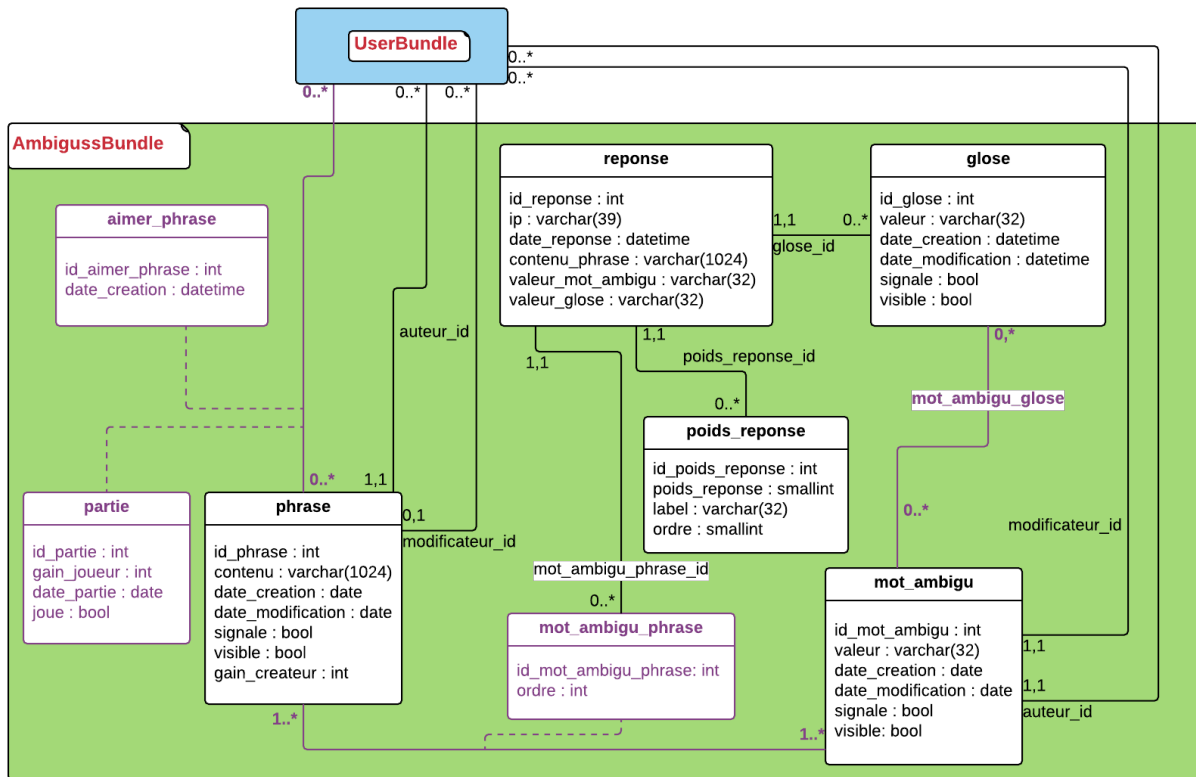 UserBundle
0..*
0..*
0..*
0..*
0..*
AmbigussBundle
aimer_phrase
id_aimer_phrase : int
date_creation : datetime
auteur_id
reponse
id_reponse : int
ip : varchar(39)
date_reponse : datetime
contenu_phrase : varchar(1024)
valeur_mot_ambigu : varchar(32)
valeur_glose : varchar(32)
1,1
0..*
glose_id
glose
id_glose : int
valeur : varchar(32)
date_creation : datetime
date_modification : datetime
signale : bool
visible : bool
1,1
1,1
poids_reponse_id
0..*
0,*
mot_ambigu_glose
0..*
poids_reponse
id_poids_reponse : int
poids_reponse : smallint
label : varchar(32)
ordre : smallint
partie
id_partie : int
gain_joueur : int
date_partie : date
joue : bool
0..*
1,1
0,1
modificateur_id
phrase
id_phrase : int
contenu : varchar(1024)
date_creation : date
date_modification : date
signale : bool
visible : bool
gain_createur : int
1..*
mot_ambigu_phrase_id
0..*
mot_ambigu_phrase
id_mot_ambigu_phrase: int
ordre : int
modificateur_id
mot_ambigu
id_mot_ambigu : int
valeur : varchar(32)
date_creation : date
date_modification : date
signale : bool
visible: bool
1,1
1,1
auteur_id
1..*